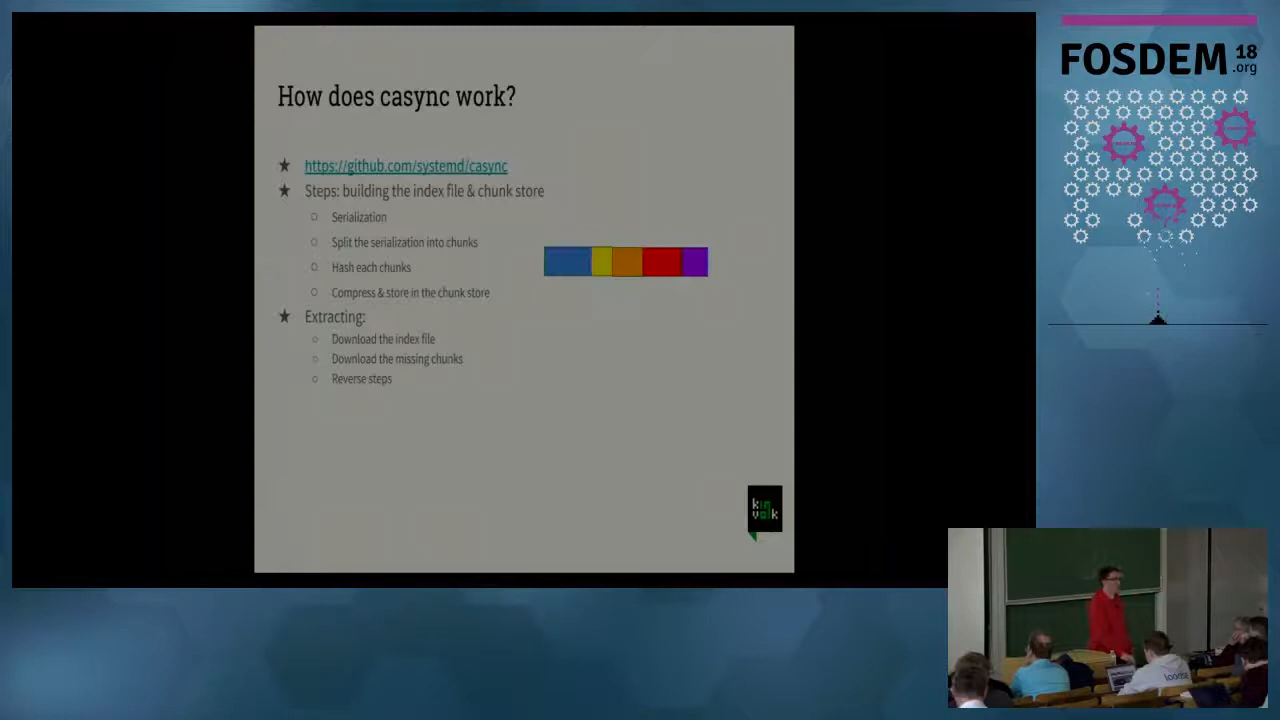 How does casync work?
https://github.com/systemd/casync
Steps: building the index file & chunk store
Serialization
Split the serialization into chunks
Hash each chunks
Compress & store in the chunk store
Extracting:
Download the index file
Download the missing chunks
Reverse steps
kin
volk
FOSDEM 18
.org